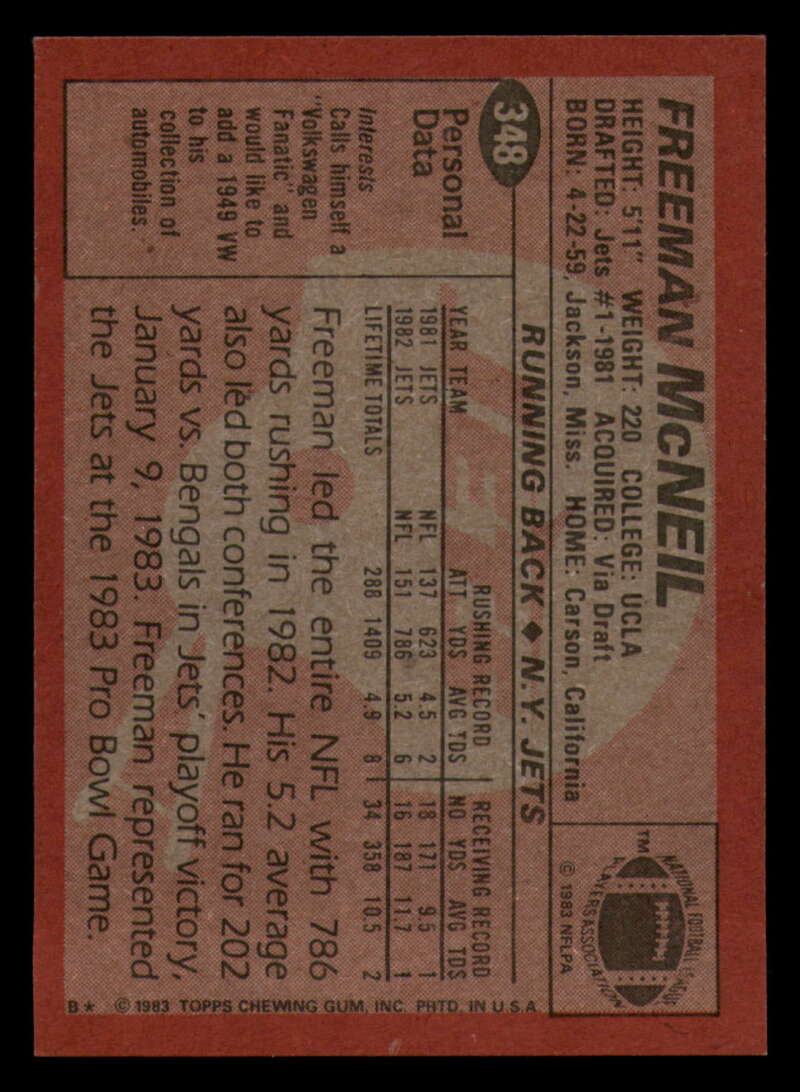 FREEMAN McNEIL
HEIGHT: 5'11" WEIGHT: 220 COLLEGE: UCLA
DRAFTED: Jets #1-1981 ACQUIRED: Via Draft
BORN: 4-22-59, Jackson, Miss. HOME: Carson, California
NATIONAL FOOTBALL LEAGUE
PLAYERS ASSOCIATION
TM
© 1983 NFLPA
348
RUNNING BACK ◆ N.Y. JETS
Personal
Data
Interests
Calls himself a
"Volkswagen
Fanatic" and
would like to
add a 1949 VW
to his
collection of
automobiles.
RUSHING RECORD RECEIVING RECORD
YEAR TEAM ATT YDS AVG TDS NO YDS AVG TDS
1981 JETS NFL 137 623 4.5 2 18 171 9.5 1
1982 JETS NFL 151 786 5.2 6 16 187 11.7 1
LIFETIME TOTALS 288 1409 4.9 8 34 358 10.5 2
Freeman led the entire NFL with 786
yards rushing in 1982. His 5.2 average
also led both conferences. He ran for 202
yards vs. Bengals in Jets' playoff victory,
January 9, 1983. Freeman represented
the Jets at the 1983 Pro Bowl Game.
B* © 1983 TOPPS CHEWING GUM, INC. PRTD. IN U.S.A.